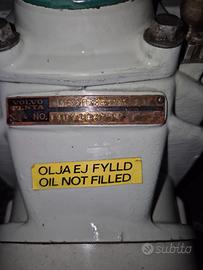 VOLVO
PENTA
NO.
OLJA EJ FYLLD
OIL NOT FILLED
subito